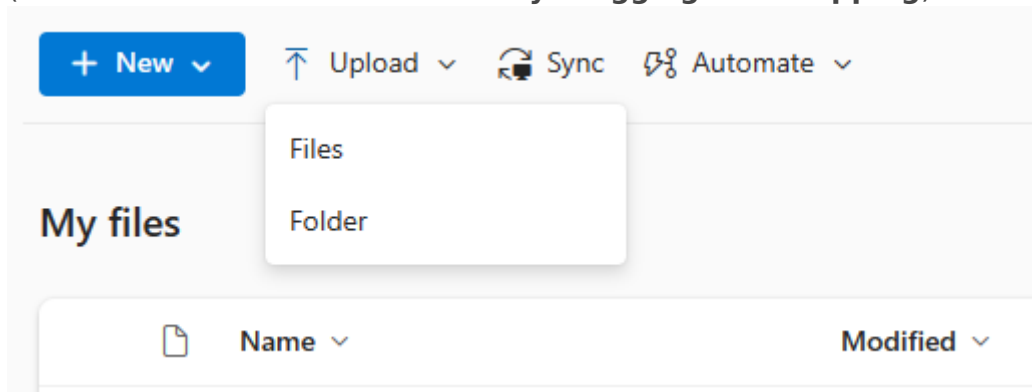 + New Upload Sync Automate
Files
Folder
My files
Name Modified